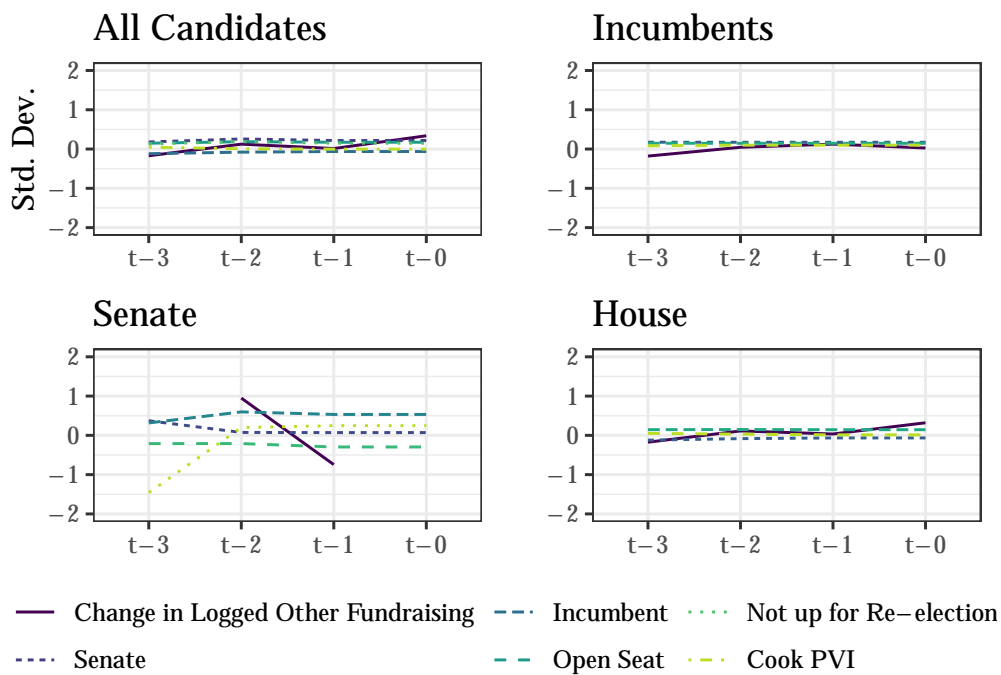 All Candidates Incumbents
Std. Dev.
2 2
1 1
0 0
−1 −1
−2 −2
t−3 t−2 t−1 t−0 t−3 t−2 t−1 t−0
Senate House
2 2
1 1
0 0
−1 −1
−2 −2
t−3 t−2 t−1 t−0 t−3 t−2 t−1 t−0
Change in Logged Other Fundraising Incumbent Not up for Re−election
Senate Open Seat Cook PVI